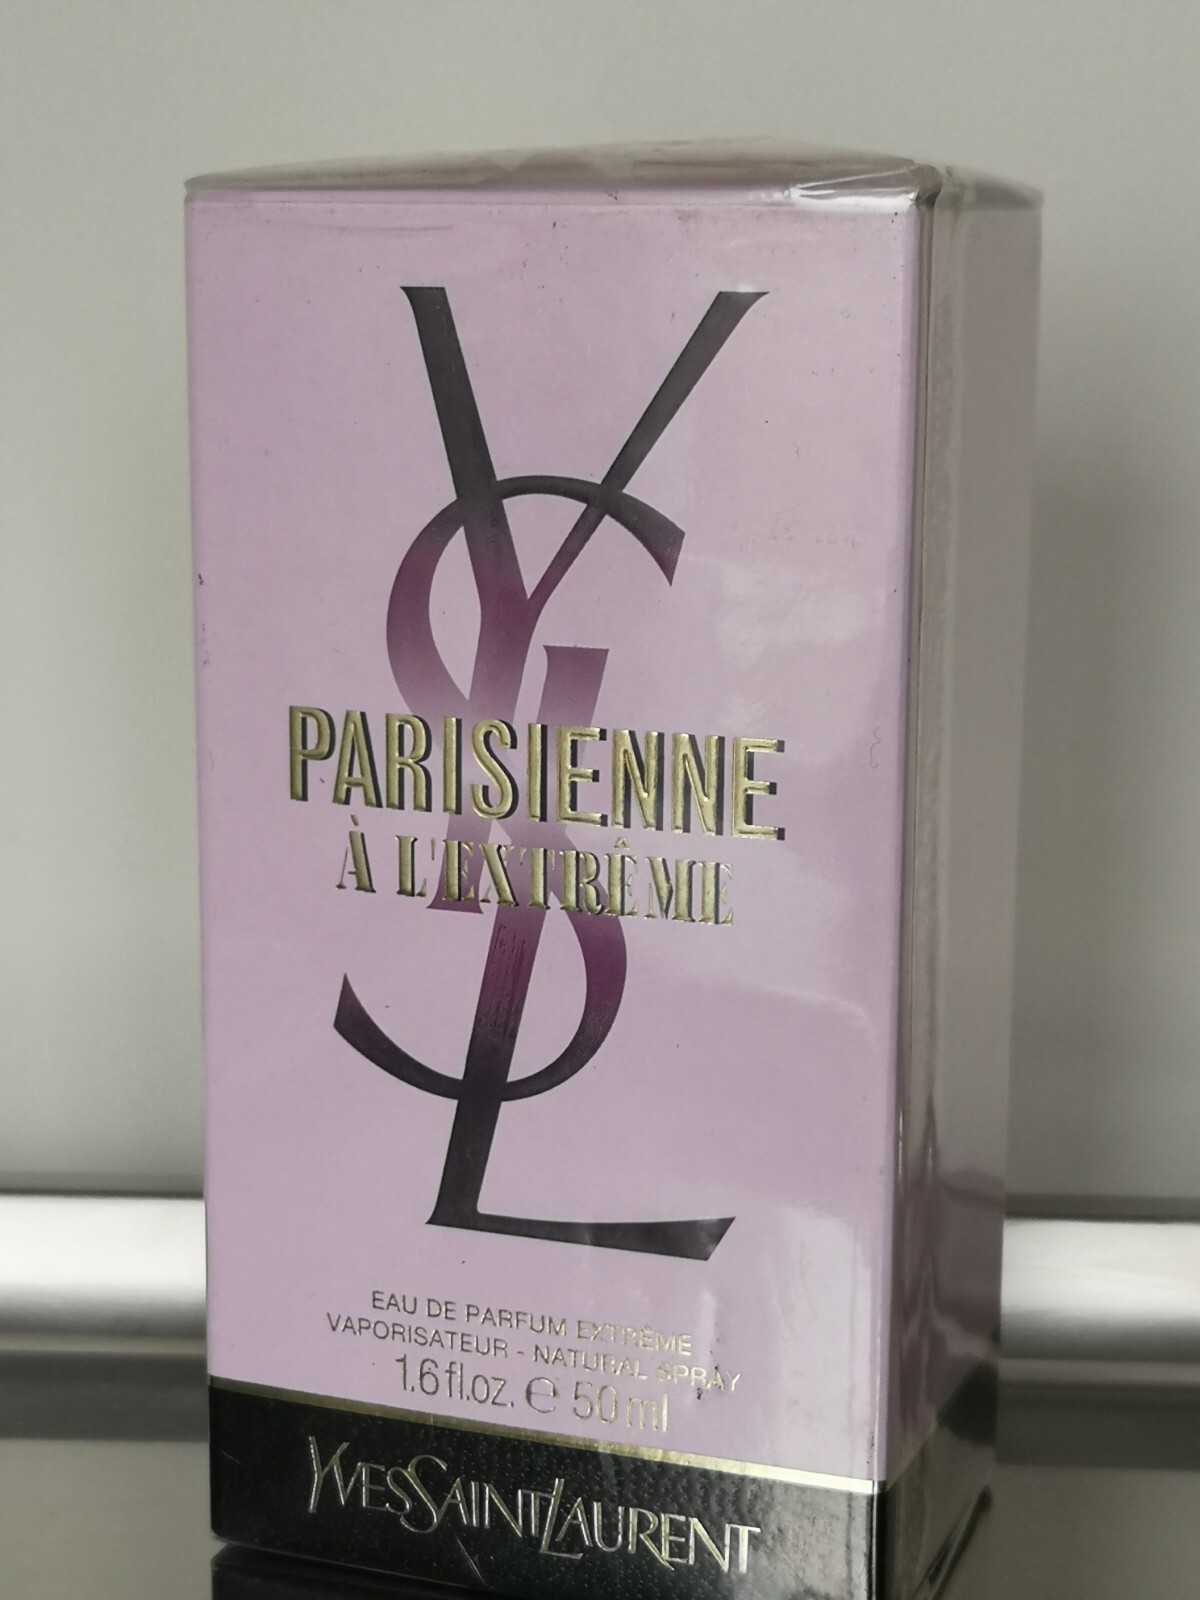 YSL
PARISIENNE
À L'EXTRÊME
EAU DE PARFUM EXTRÊME
VAPORISATEUR - NATURAL SPRAY
1.6 fl.oz. ℮ 50 ml
YVESSAINTLAURENT